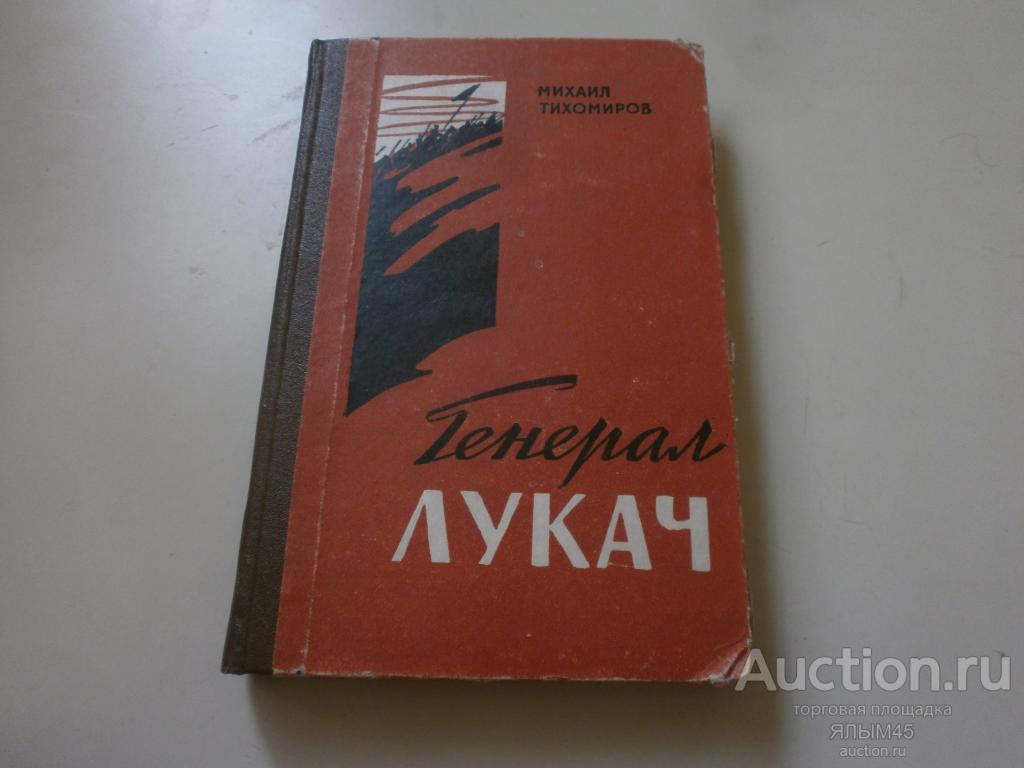 МИХАИЛ
ТИХОМИРОВ
Генерал
ЛУКАЧ
Auction.ru
торговая площадка
ЯЛЫМ45
auction.ru